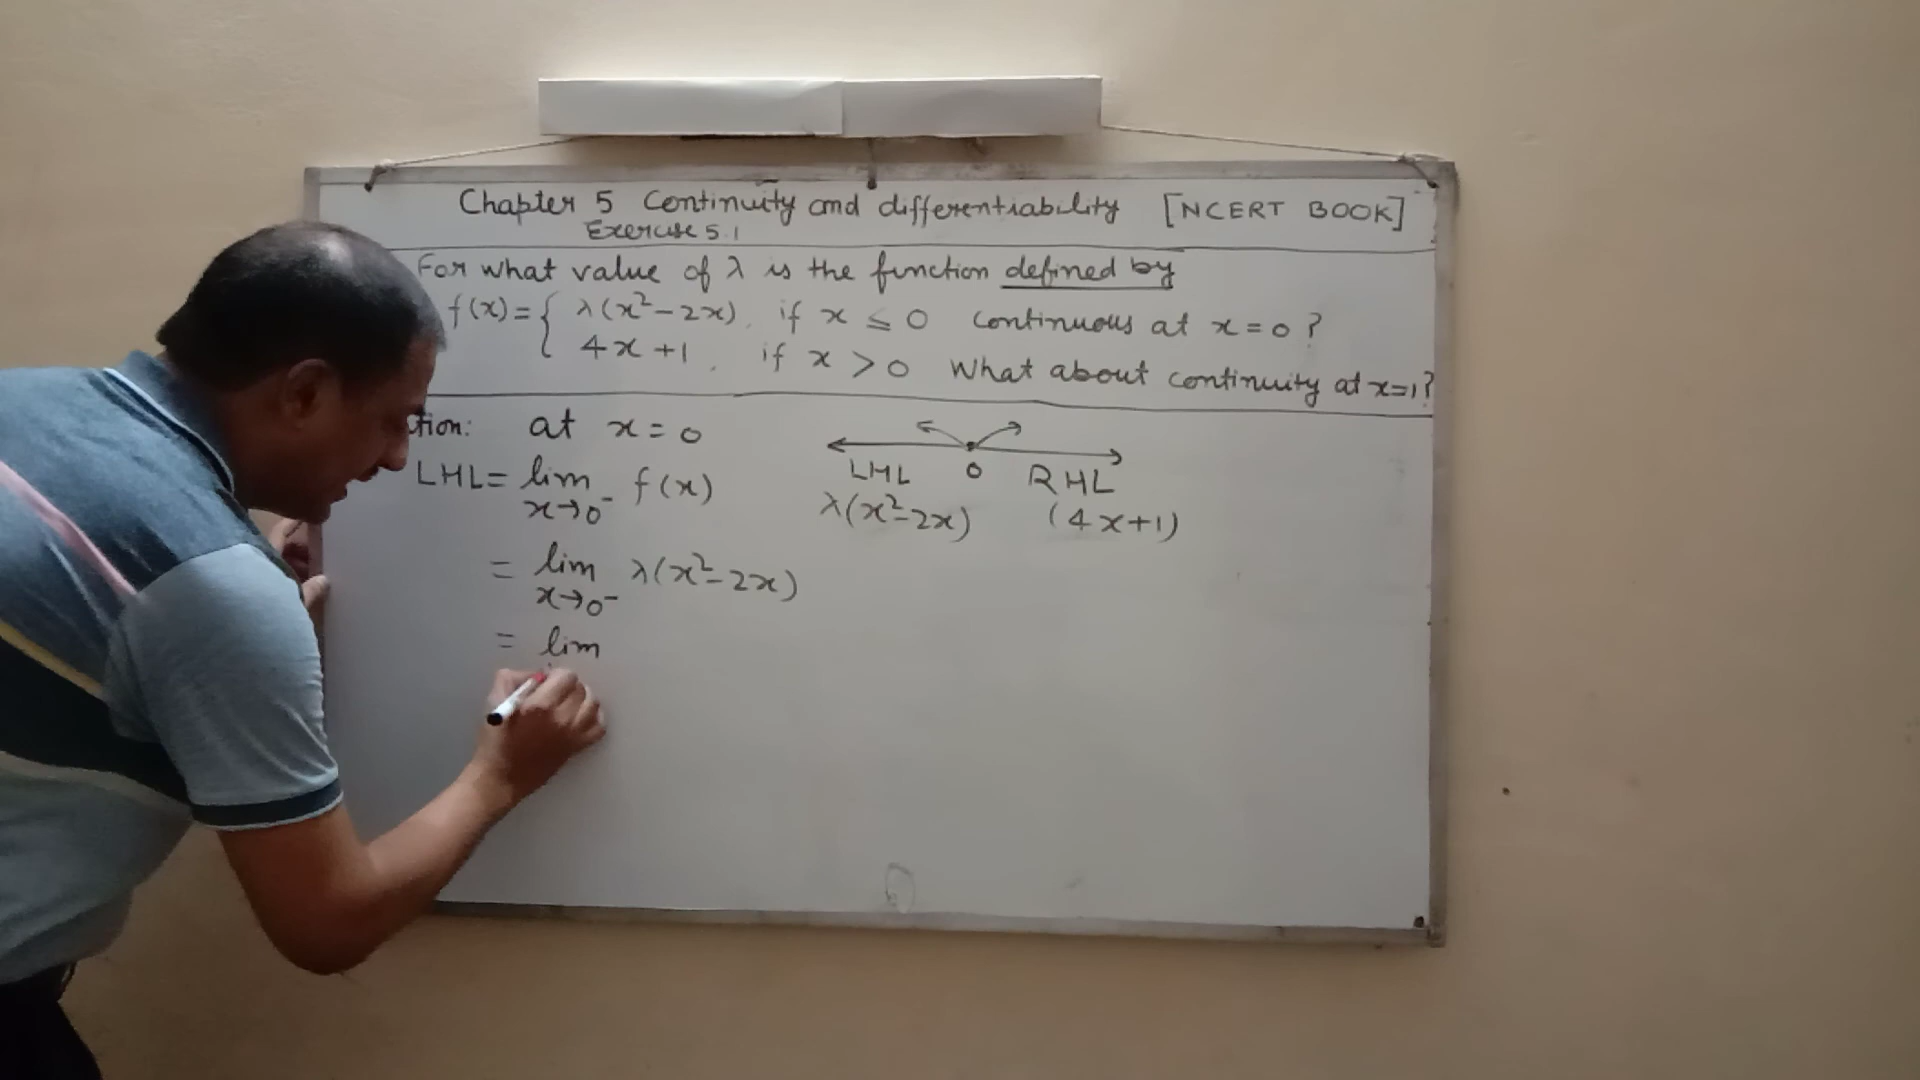 Chapter 5 Continuity and differentiability [NCERT BOOK]
Exercise 5.1
For what value of λ is the function defined by
f(x) = { λ(x²-2x), if x ≤ 0 continuous at x = 0 ?
4x+1, if x > 0 What about continuity at x=1?
tion: at x = 0
LHL = lim f(x)
x→0⁻
LHL 0 RHL
λ(x²-2x) (4x+1)
= lim λ(x²-2x)
x→0⁻
= lim